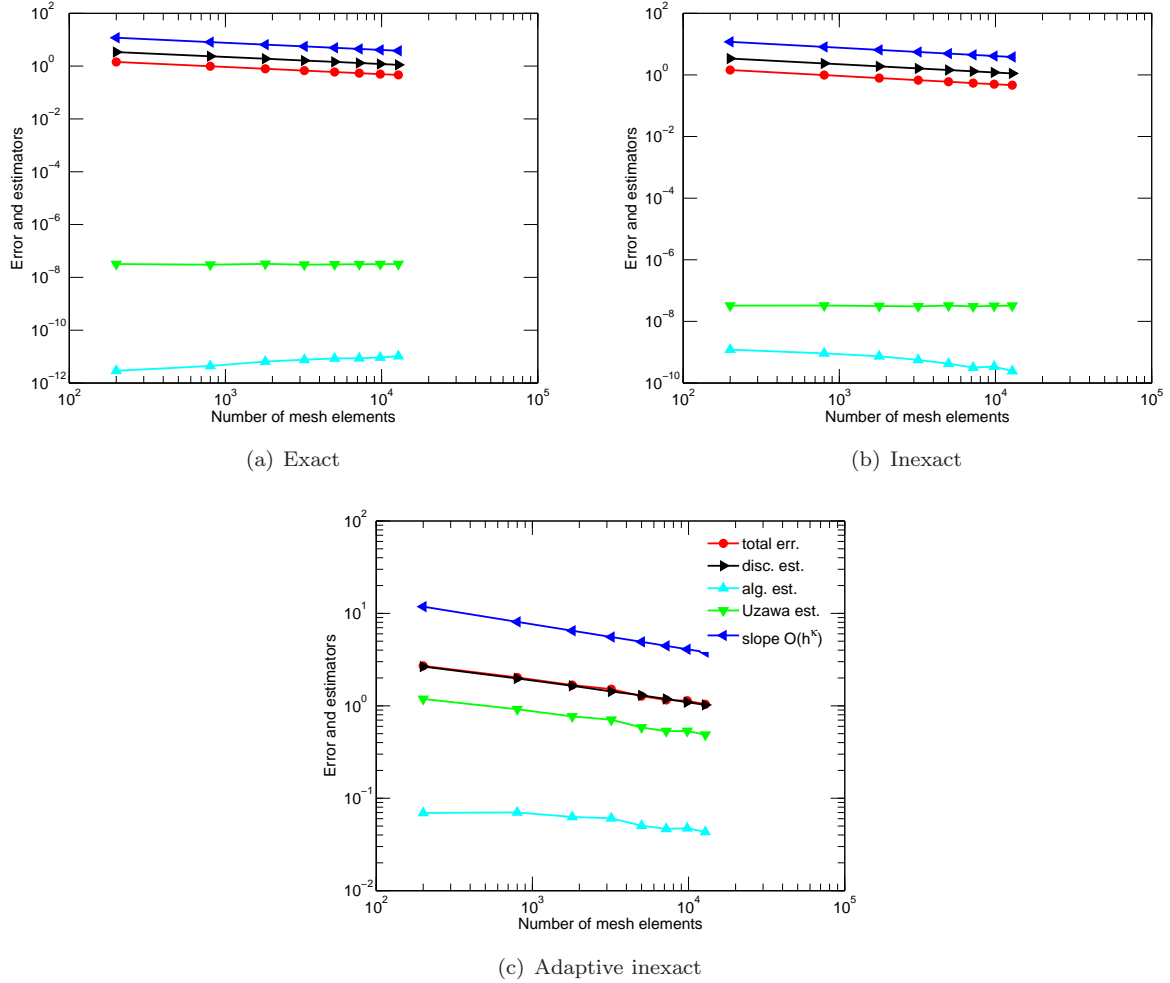 10^2
10^0
10^−2
10^−4
10^−6
10^−8
10^−10
10^−12
Error and estimators
10^2
10^3
10^4
10^5
Number of mesh elements
(a) Exact
10^2
10^0
10^−2
10^−4
10^−6
10^−8
10^−10
Error and estimators
10^2
10^3
10^4
10^5
Number of mesh elements
(b) Inexact
10^2
10^1
10^0
10^−1
10^−2
Error and estimators
total err.
disc. est.
alg. est.
Uzawa est.
slope O(h^κ)
10^2
10^3
10^4
10^5
Number of mesh elements
(c) Adaptive inexact